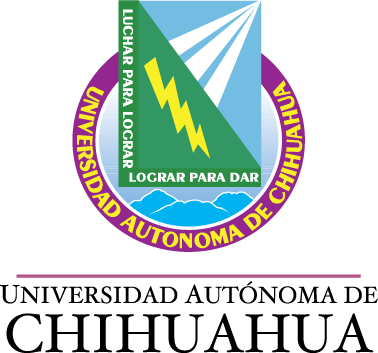 LUCHAR PARA LOGRAR
LOGRAR PARA DAR
UNIVERSIDAD AUTONOMA DE CHIHUAHUA
UNIVERSIDAD AUTÓNOMA DE
CHIHUAHUA